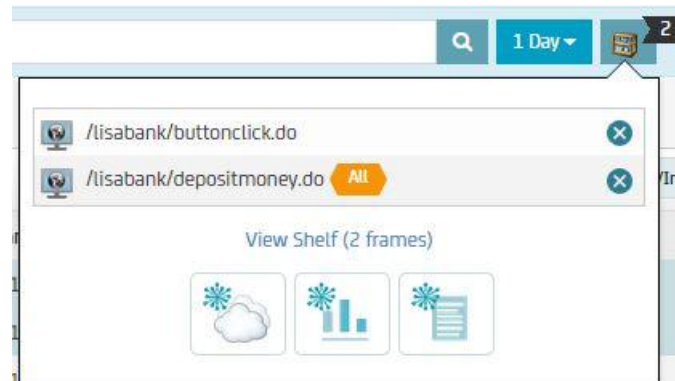 1 Day
2
/lisabank/buttonclick.do
/lisabank/depositmoney.do All
View Shelf (2 frames)